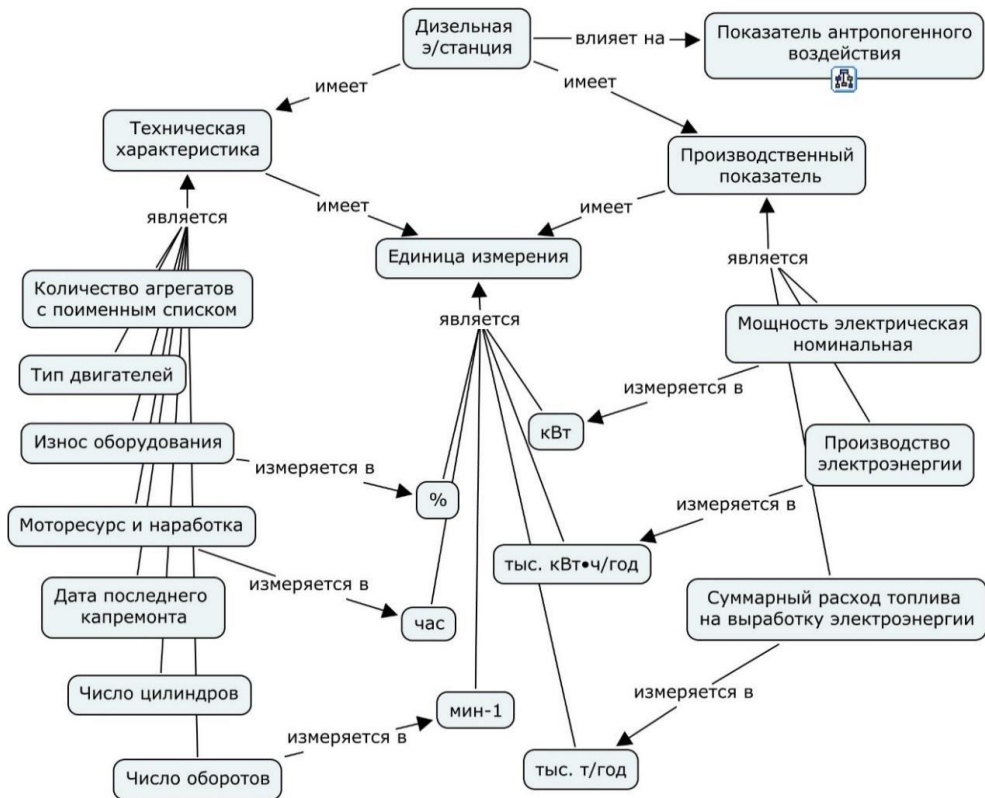 Дизельная
э/станция
влияет на
Показатель антропогенного
воздействия
имеет
имеет
Техническая
характеристика
Производственный
показатель
имеет
имеет
является
Единица измерения
является
Количество агрегатов
с поименным списком
является
Мощность электрическая
номинальная
Тип двигателей
измеряется в
кВт
Износ оборудования
Производство
электроэнергии
измеряется в
%
измеряется в
Моторесурс и наработка
тыс. кВт•ч/год
измеряется в
Дата последнего
капремонта
Суммарный расход топлива
на выработку электроэнергии
час
Число цилиндров
измеряется в
мин-1
измеряется в
Число оборотов
тыс. т/год